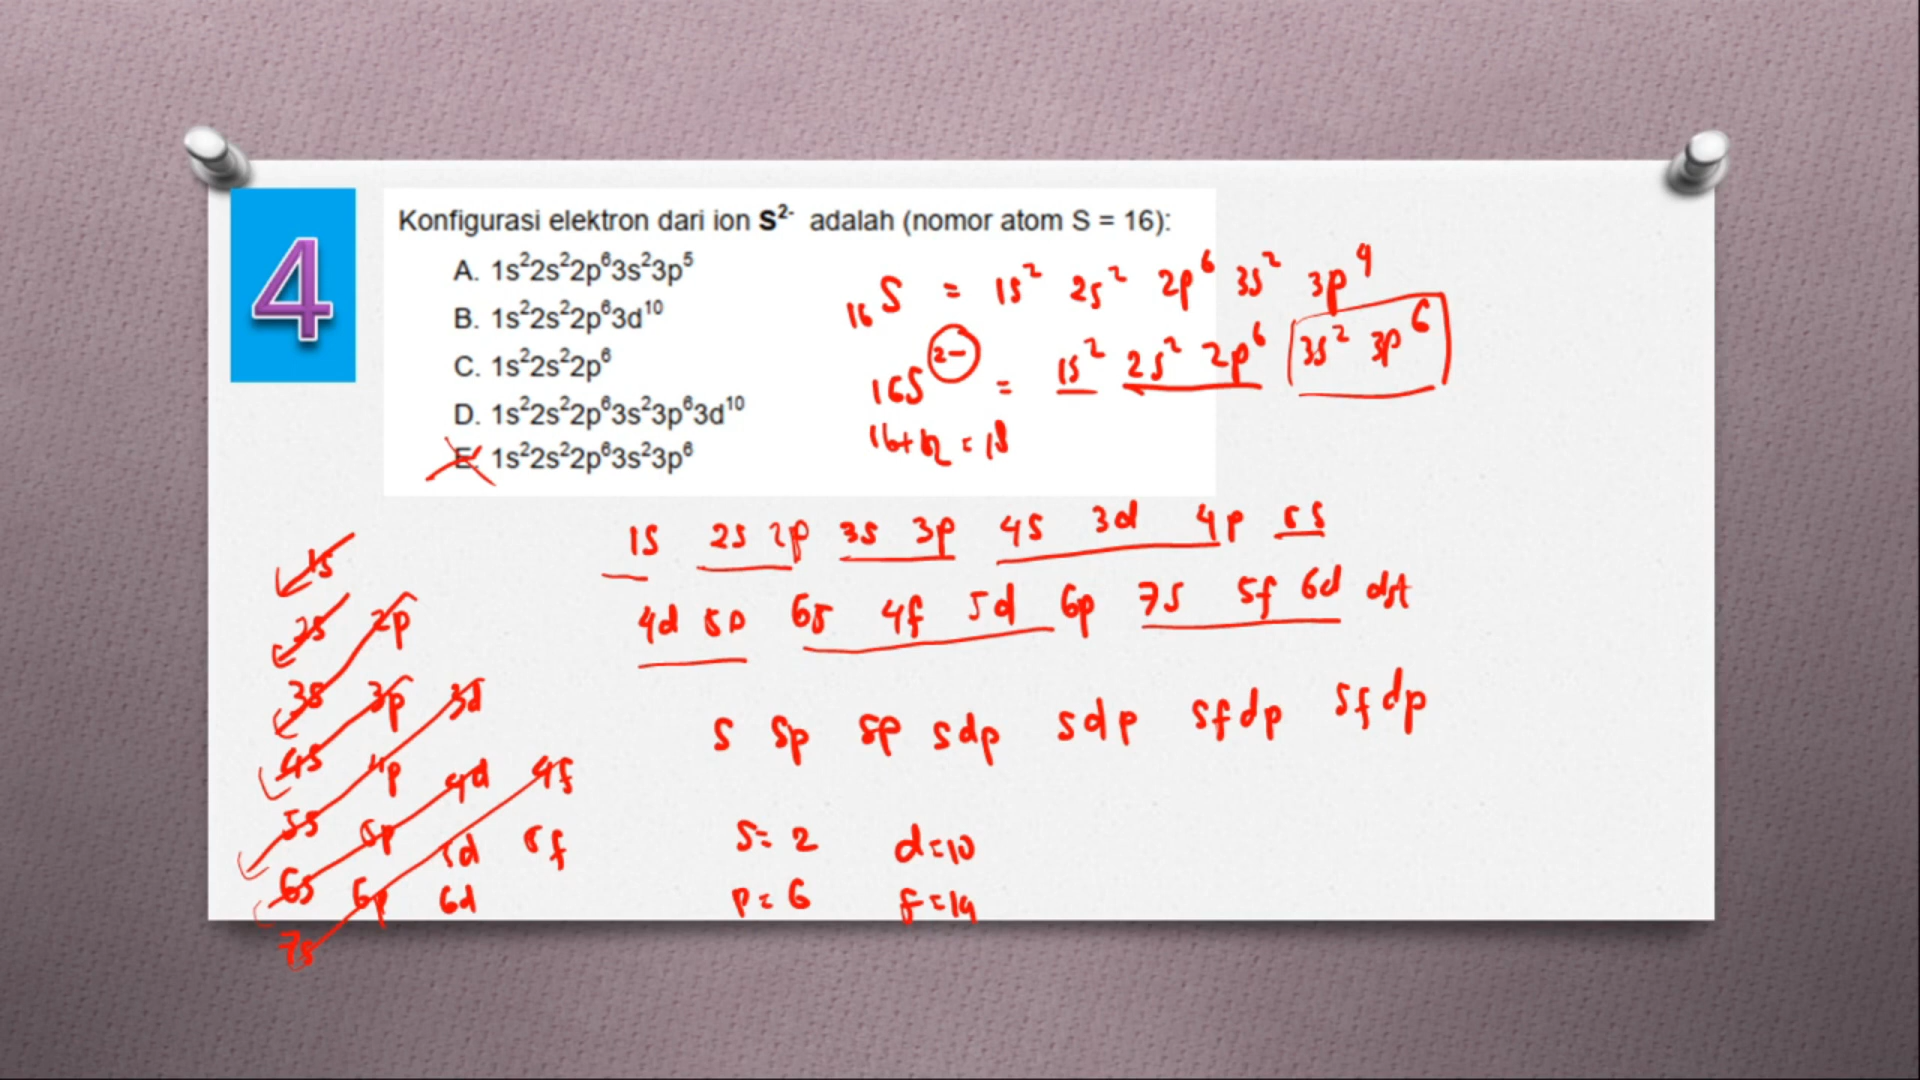 4
Konfigurasi elektron dari ion S²⁻ adalah (nomor atom S = 16):
A. 1s²2s²2p⁶3s²3p⁵
B. 1s²2s²2p⁶3d¹⁰
C. 1s²2s²2p⁶
D. 1s²2s²2p⁶3s²3p⁶3d¹⁰
E. 1s²2s²2p⁶3s²3p⁶
₁₆S = 1s² 2s² 2p⁶ 3s² 3p⁴
16S²⁻ = 1s² 2s² 2p⁶ 3s² 3p⁶
16+2 = 18
1s 2s 2p 3s 3p 4s 3d 4p 5s
4d 5p 6s 4f 5d 6p 7s 5f 6d dst
s sp sp sdp sdp sfdp sfdp
s = 2 d = 10
p = 6 f = 14
1s
2s 2p
3s 3p 3d
4s 4p 4d 4f
5s 5p 5d 5f
6s 6p 6d
7s